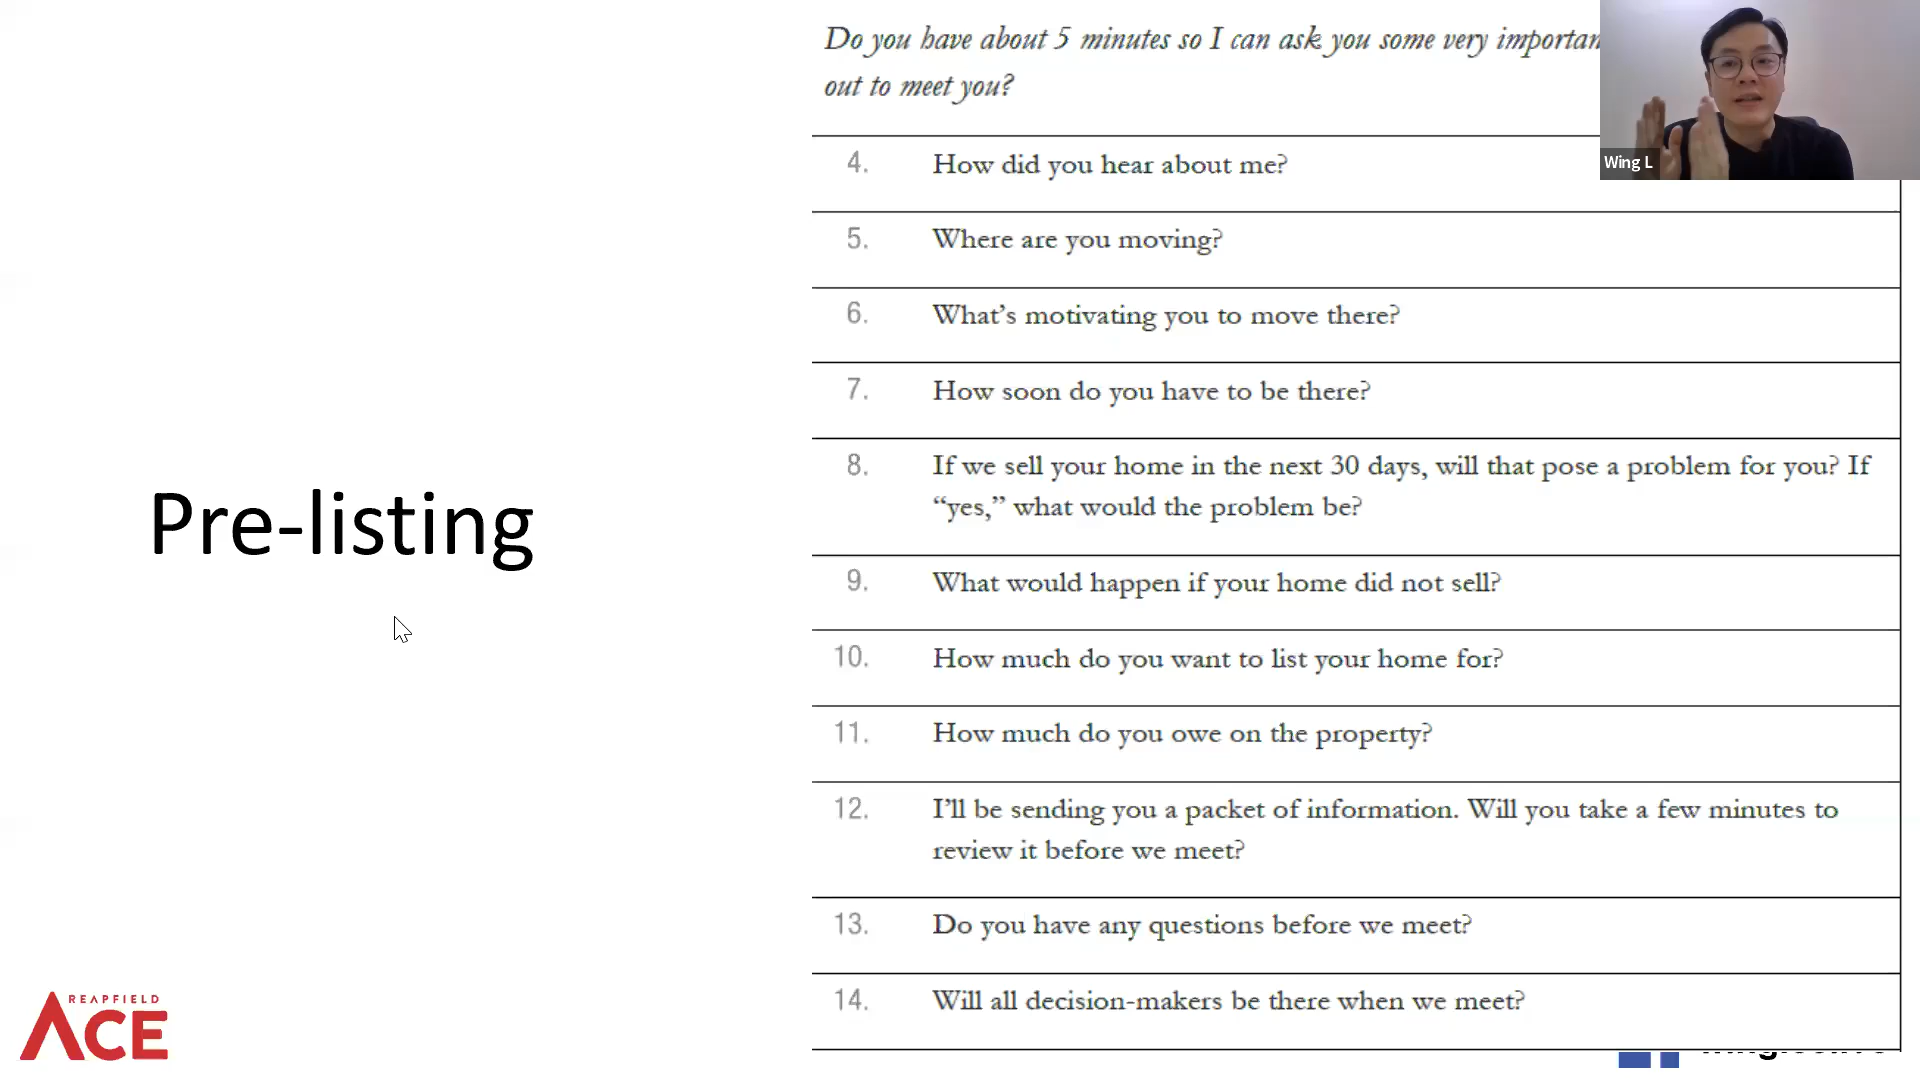 Do you have about 5 minutes so I can ask you some very
out to meet you?
Wing L
4. How did you hear about me?
5. Where are you moving?
6. What's motivating you to move there?
7. How soon do you have to be there?
8. If we sell your home in the next 30 days, will that pose a problem for you? If
“yes,” what would the problem be?
9. What would happen if your home did not sell?
10. How much do you want to list your home for?
11. How much do you owe on the property?
12. I'll be sending you a packet of information. Will you take a few minutes to
review it before we meet?
13. Do you have any questions before we meet?
14. Will all decision-makers be there when we meet?
Pre-listing
REAPFIELD
ACE